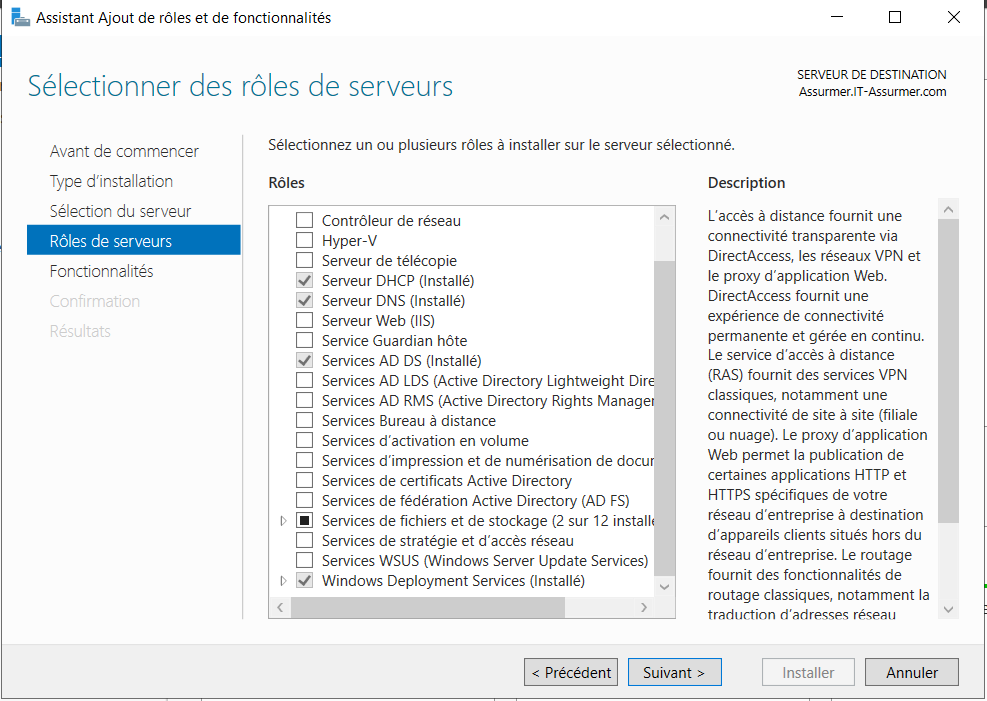 Assistant Ajout de rôles et de fonctionnalités
Sélectionner des rôles de serveurs
SERVEUR DE DESTINATION
Assurmer.IT-Assurmer.com
Avant de commencer
Type d'installation
Sélection du serveur
Rôles de serveurs
Fonctionnalités
Confirmation
Résultats
Sélectionnez un ou plusieurs rôles à installer sur le serveur sélectionné.
Rôles
Contrôleur de réseau
Hyper-V
Serveur de télécopie
Serveur DHCP (Installé)
Serveur DNS (Installé)
Serveur Web (IIS)
Service Guardian hôte
Services AD DS (Installé)
Services AD LDS (Active Directory Lightweight Dire
Services AD RMS (Active Directory Rights Manager
Services Bureau à distance
Services d'activation en volume
Services d'impression et de numérisation de docur
Services de certificats Active Directory
Services de fédération Active Directory (AD FS)
Services de fichiers et de stockage (2 sur 12 installé
Services de stratégie et d'accès réseau
Services WSUS (Windows Server Update Services)
Windows Deployment Services (Installé)
Description
L'accès à distance fournit une
connectivité transparente via
DirectAccess, les réseaux VPN et
le proxy d'application Web.
DirectAccess fournit une
expérience de connectivité
permanente et gérée en continu.
Le service d'accès à distance
(RAS) fournit des services VPN
classiques, notamment une
connectivité de site à site (filiale
ou nuage). Le proxy d'application
Web permet la publication de
certaines applications HTTP et
HTTPS spécifiques de votre
réseau d'entreprise à destination
d'appareils clients situés hors du
réseau d'entreprise. Le routage
fournit des fonctionnalités de
routage classiques, notamment la
traduction d'adresses réseau
< Précédent
Suivant >
Installer
Annuler